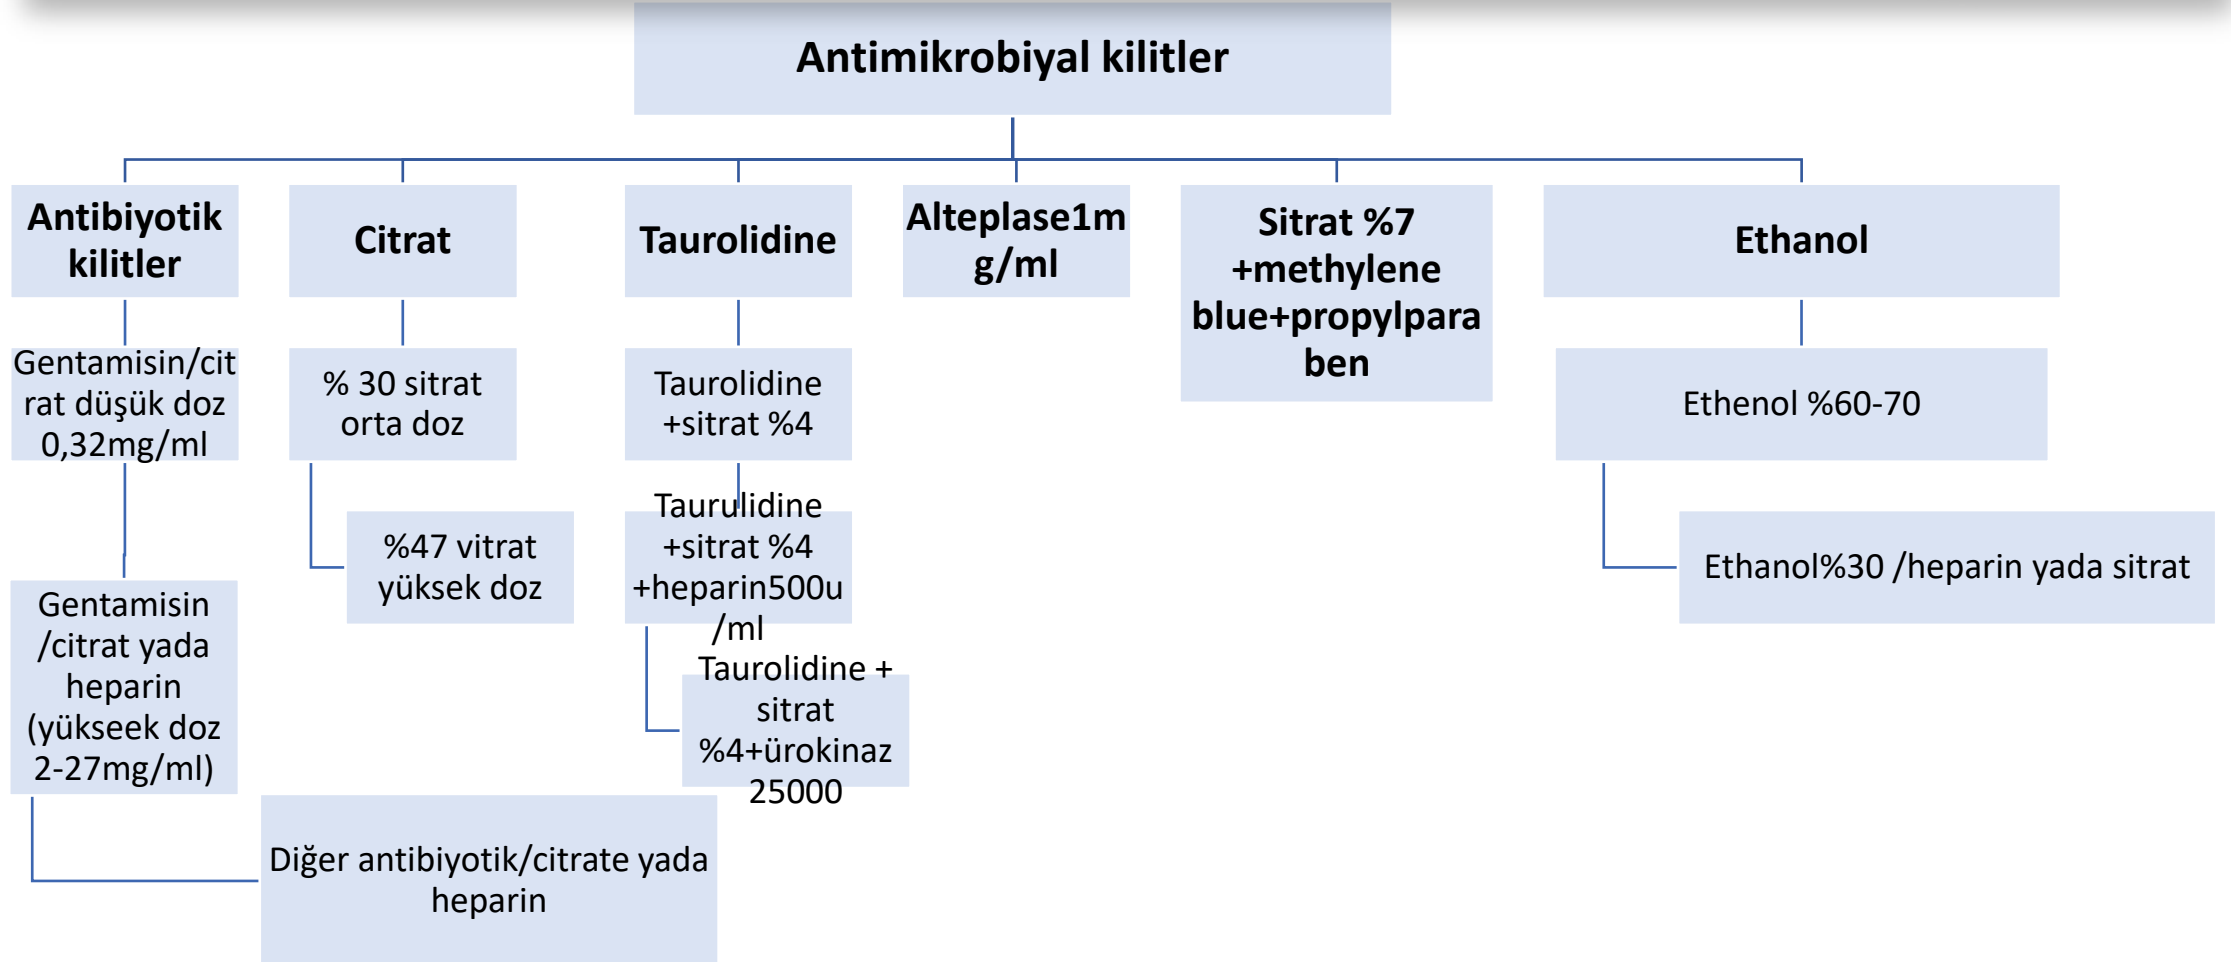 Antimikrobiyal kilitler
Antibiyotik
kilitler
Citrat
Taurolidine
Alteplase1m
g/ml
Sitrat %7
+methylene
blue+propylpara
ben
Ethanol
Gentamisin/cit
rat düşük doz
0,32mg/ml
% 30 sitrat
orta doz
Taurolidine
+sitrat %4
Ethenol %60-70
Gentamisin
/citrat yada
heparin
(yükseek doz
2-27mg/ml)
%47 vitrat
yüksek doz
Taurulidine
+sitrat %4
+heparin500u
/ml
Ethanol%30 /heparin yada sitrat
Taurolidine +
sitrat
%4+ürokinaz
25000
Diğer antibiyotik/citrate yada
heparin